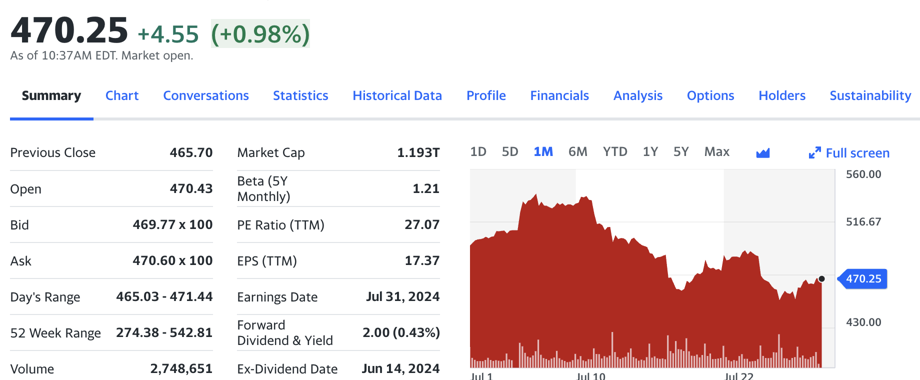 470.25 +4.55 (+0.98%)
As of 10:37AM EDT. Market open.
Summary Chart Conversations Statistics Historical Data Profile Financials Analysis Options Holders Sustainability
1D 5D 1M 6M YTD 1Y 5Y Max Full screen
Previous Close 465.70
Open 470.43
Bid 469.77 x 100
Ask 470.60 x 100
Day's Range 465.03 - 471.44
52 Week Range 274.38 - 542.81
Volume 2,748,651
Market Cap 1.193T
Beta (5Y
Monthly) 1.21
PE Ratio (TTM) 27.07
EPS (TTM) 17.37
Earnings Date Jul 31, 2024
Forward
Dividend & Yield 2.00 (0.43%)
Ex-Dividend Date Jun 14, 2024
560.00
516.67
470.25
430.00
Jul 1 Jul 10 Jul 22